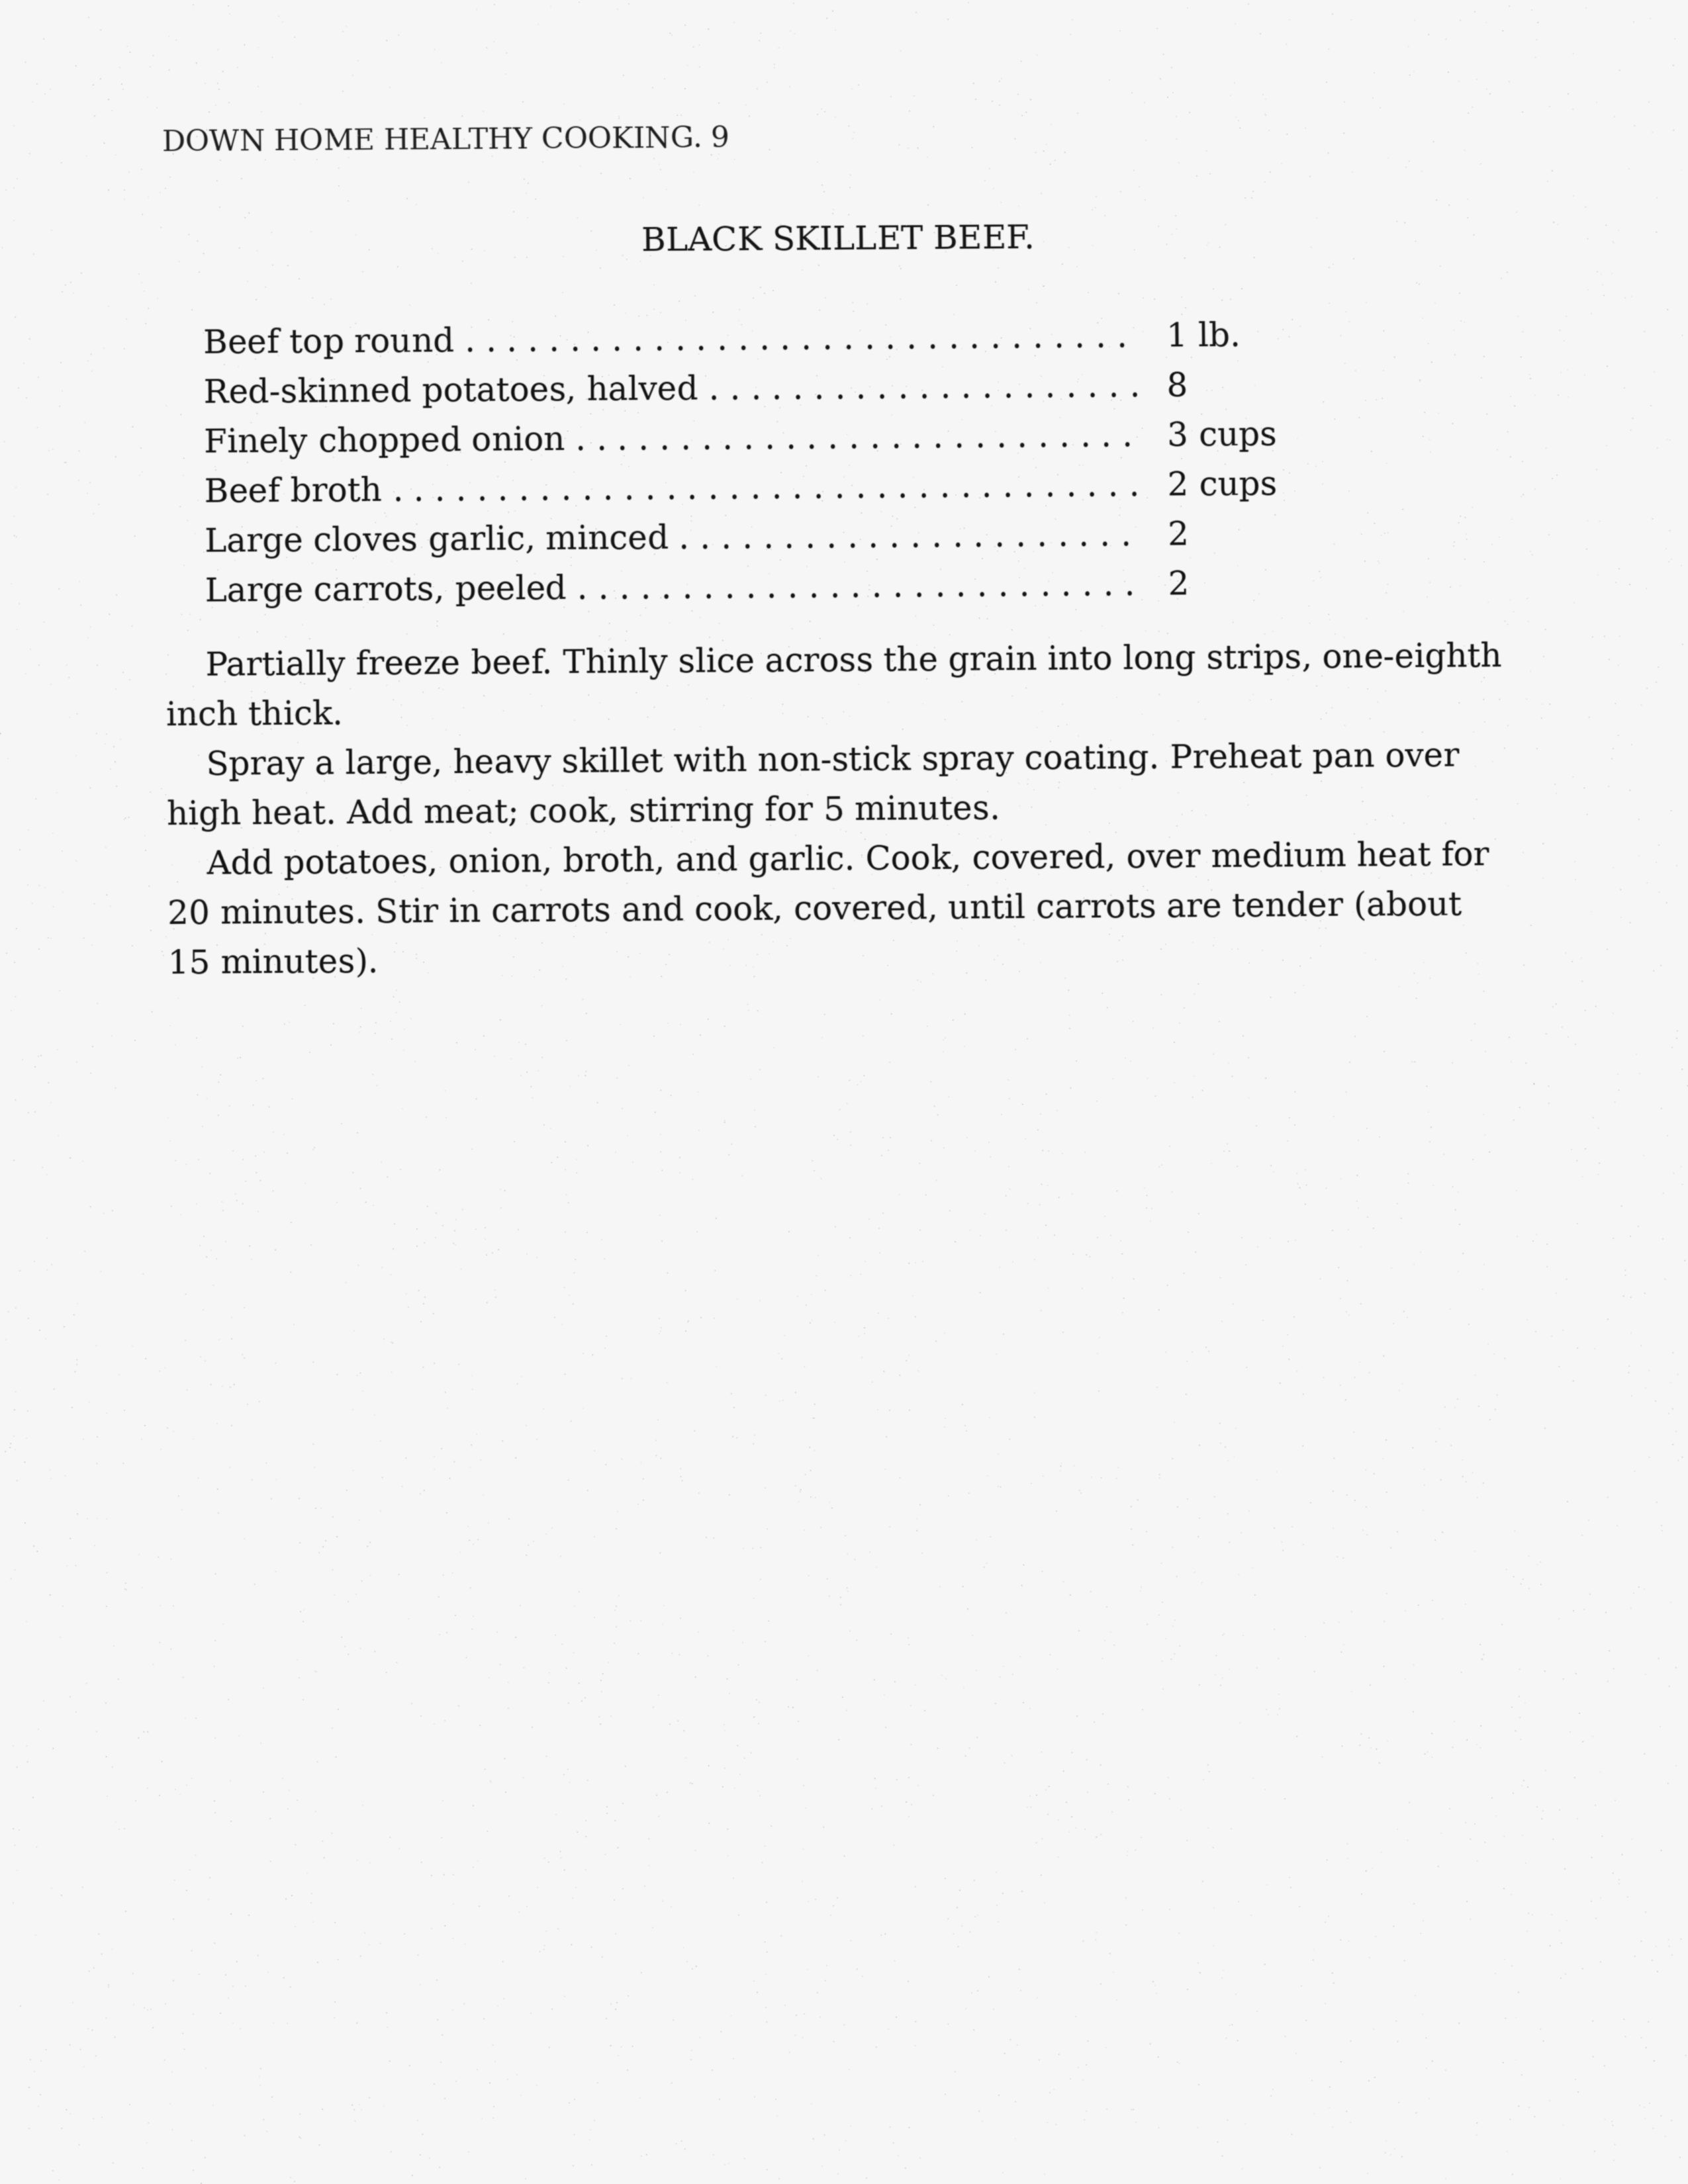 DOWN HOME HEALTHY COOKING. 9
BLACK SKILLET BEEF.
Beef top round . . . . . . . . . . . . . . . . . . . . . . . . . . . . . . . . 1 lb.
Red-skinned potatoes, halved . . . . . . . . . . . . . . . . . . . . . 8
Finely chopped onion . . . . . . . . . . . . . . . . . . . . . . . . . . . 3 cups
Beef broth . . . . . . . . . . . . . . . . . . . . . . . . . . . . . . . . . . . . 2 cups
Large cloves garlic, minced . . . . . . . . . . . . . . . . . . . . . . 2
Large carrots, peeled . . . . . . . . . . . . . . . . . . . . . . . . . . . 2
Partially freeze beef. Thinly slice across the grain into long strips, one-eighth
inch thick.
Spray a large, heavy skillet with non-stick spray coating. Preheat pan over
high heat. Add meat; cook, stirring for 5 minutes.
Add potatoes, onion, broth, and garlic. Cook, covered, over medium heat for
20 minutes. Stir in carrots and cook, covered, until carrots are tender (about
15 minutes).